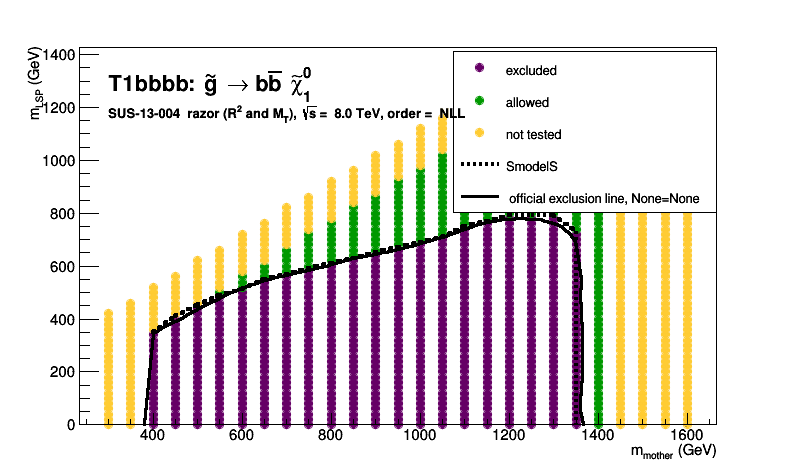 1400
m_LSP (GeV)
T1bbbb: g̃ → bb̅ χ̃⁰₁
SUS-13-004 razor (R² and M_T), √s = 8.0 TeV, order = NLL
excluded
allowed
not tested
SmodelS
official exclusion line, None=None
1200
1000
800
600
400
200
0
400 600 800 1000 1200 1400 1600
m_mother (GeV)